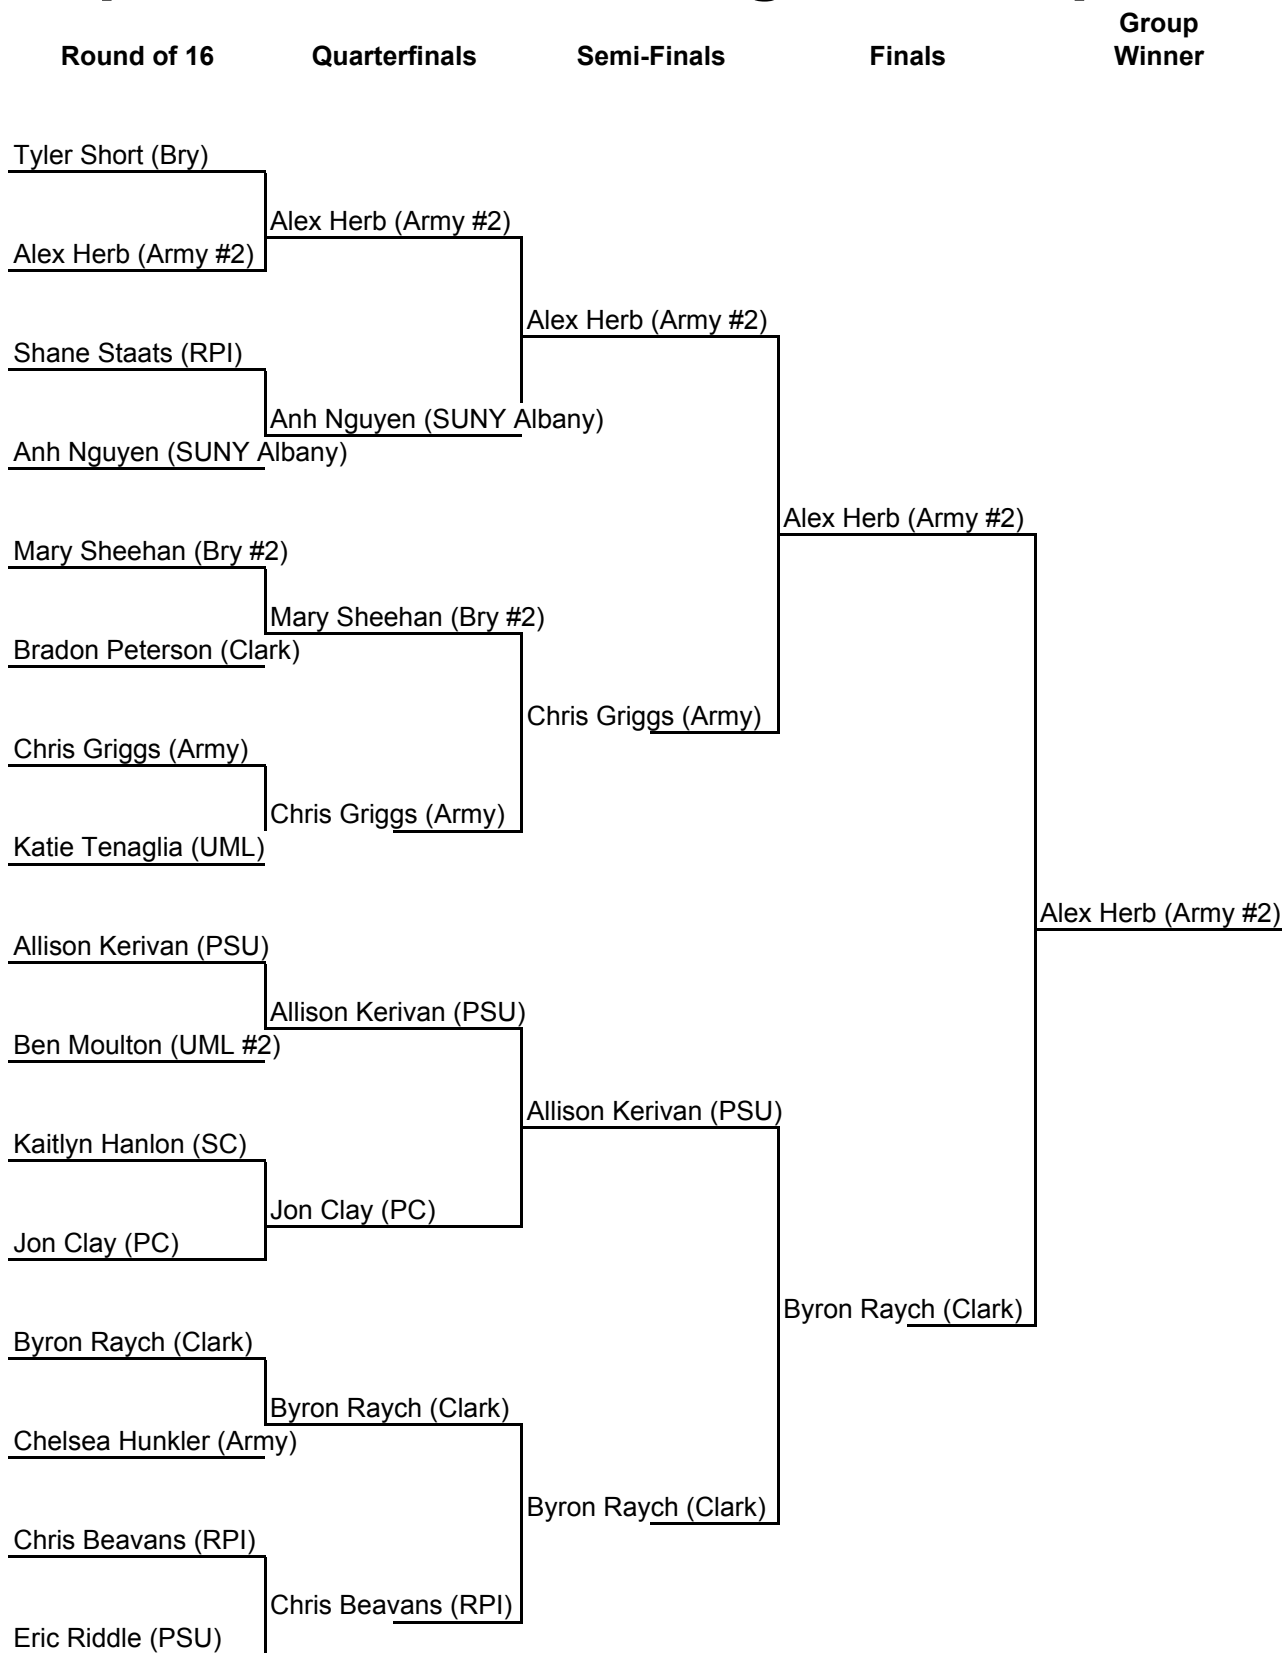 Group
Round of 16 Quarterfinals Semi-Finals Finals Winner
Tyler Short (Bry)
Alex Herb (Army #2)
Alex Herb (Army #2)
Alex Herb (Army #2)
Shane Staats (RPI)
Anh Nguyen (SUNY Albany)
Anh Nguyen (SUNY Albany)
Alex Herb (Army #2)
Mary Sheehan (Bry #2)
Mary Sheehan (Bry #2)
Bradon Peterson (Clark)
Chris Griggs (Army)
Chris Griggs (Army)
Chris Griggs (Army)
Katie Tenaglia (UML)
Alex Herb (Army #2)
Allison Kerivan (PSU)
Allison Kerivan (PSU)
Ben Moulton (UML #2)
Allison Kerivan (PSU)
Kaitlyn Hanlon (SC)
Jon Clay (PC)
Jon Clay (PC)
Byron Raych (Clark)
Byron Raych (Clark)
Byron Raych (Clark)
Chelsea Hunkler (Army)
Byron Raych (Clark)
Chris Beavans (RPI)
Chris Beavans (RPI)
Eric Riddle (PSU)